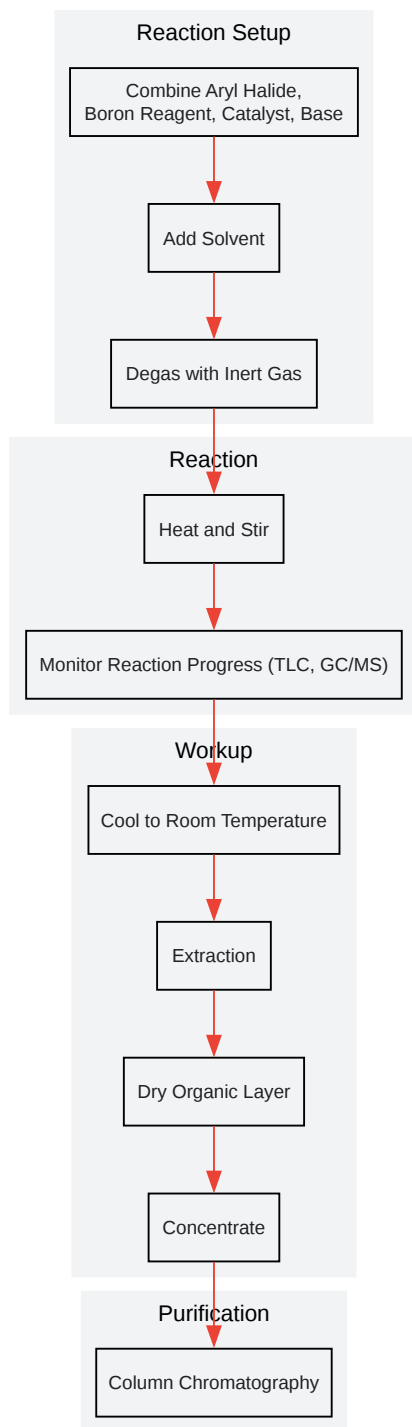 Reaction Setup
Combine Aryl Halide,
Boron Reagent, Catalyst, Base
Add Solvent
Degas with Inert Gas
Reaction
Heat and Stir
Monitor Reaction Progress (TLC, GC/MS)
Workup
Cool to Room Temperature
Extraction
Dry Organic Layer
Concentrate
Purification
Column Chromatography